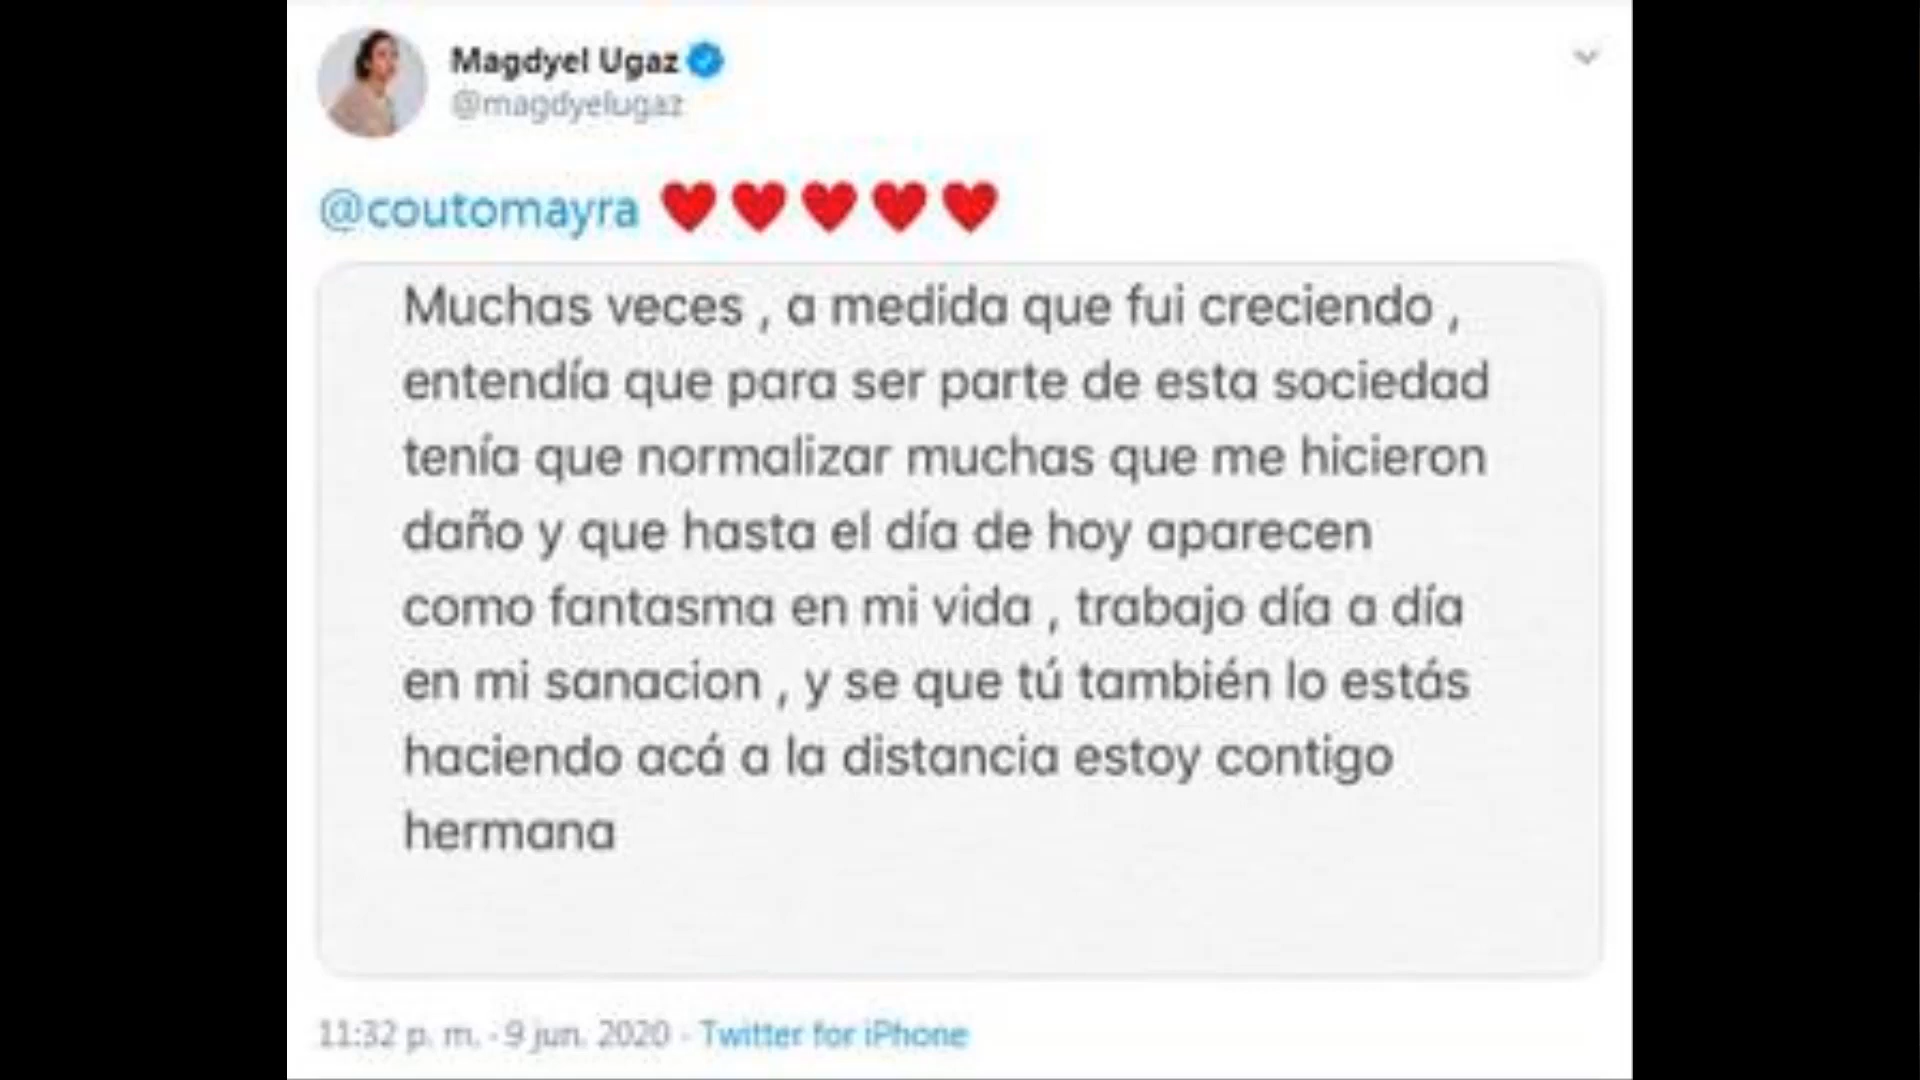 Magdyel Ugaz
@magdyelugaz
@coutomayra ❤❤❤❤❤
Muchas veces , a medida que fui creciendo ,
entendía que para ser parte de esta sociedad
tenía que normalizar muchas que me hicieron
daño y que hasta el día de hoy aparecen
como fantasma en mi vida , trabajo día a día
en mi sanacion , y se que tú también lo estás
haciendo acá a la distancia estoy contigo
hermana
11:32 p. m. · 9 jun. 2020 · Twitter for iPhone